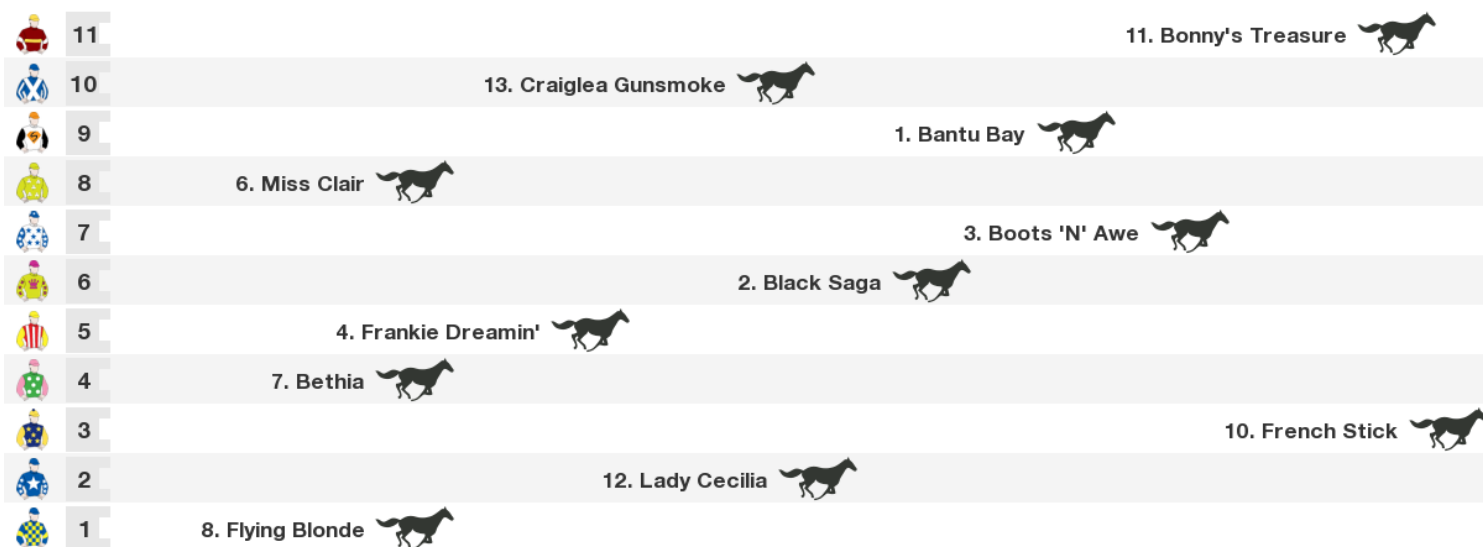 11 11. Bonny's Treasure
10 13. Craiglea Gunsmoke
9 1. Bantu Bay
8 6. Miss Clair
7 3. Boots 'N' Awe
6 2. Black Saga
5 4. Frankie Dreamin'
4 7. Bethia
3 10. French Stick
2 12. Lady Cecilia
1 8. Flying Blonde